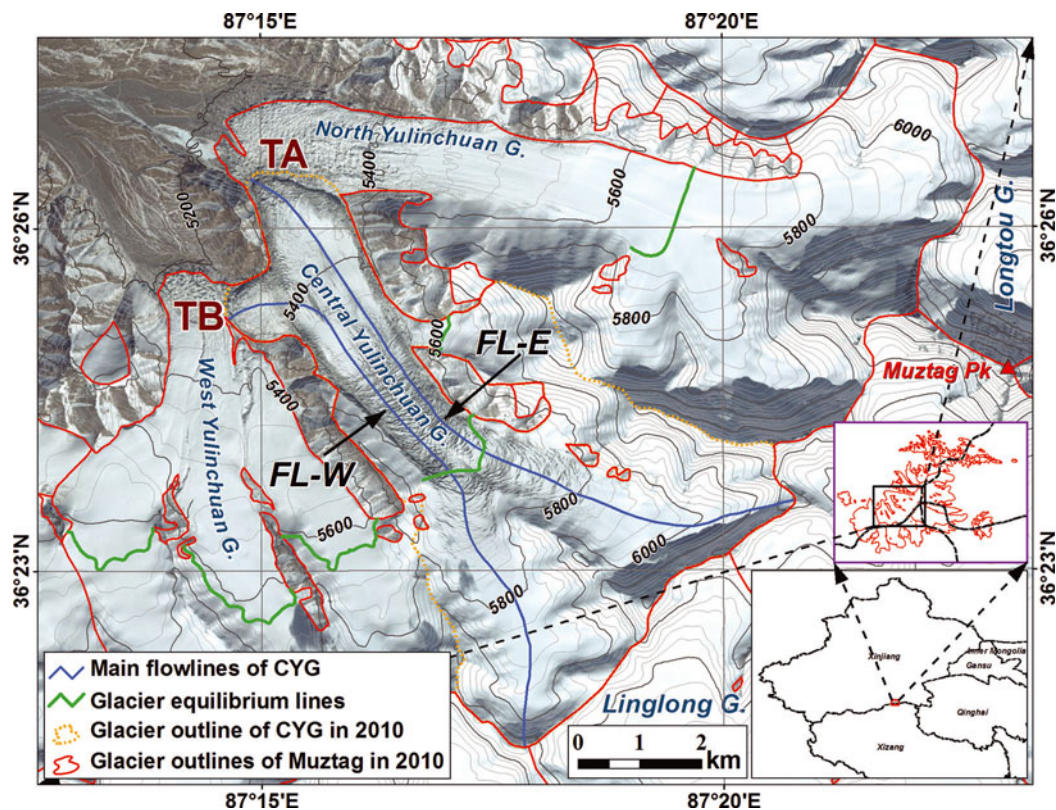 87°15'E
87°20'E
North Yulinchuan G.
6000
TA
5400
5600
5200
36°26'N
36°26'N
5800
Longtou G.
TB
5400
Central Yulinchuan G.
5600
FL-E
5800
Muztag Pk
5400
West Yulinchuan G.
FL-W
5800
5600
6000
36°23'N
36°23'N
5800
Main flowlines of CYG
Glacier equilibrium lines
Glacier outline of CYG in 2010
Glacier outlines of Muztag in 2010
Linglong G.
0 1 2
km
Xinjiang
Inner Mongolia
Gansu
Qinghai
Xizang
87°15'E
87°20'E